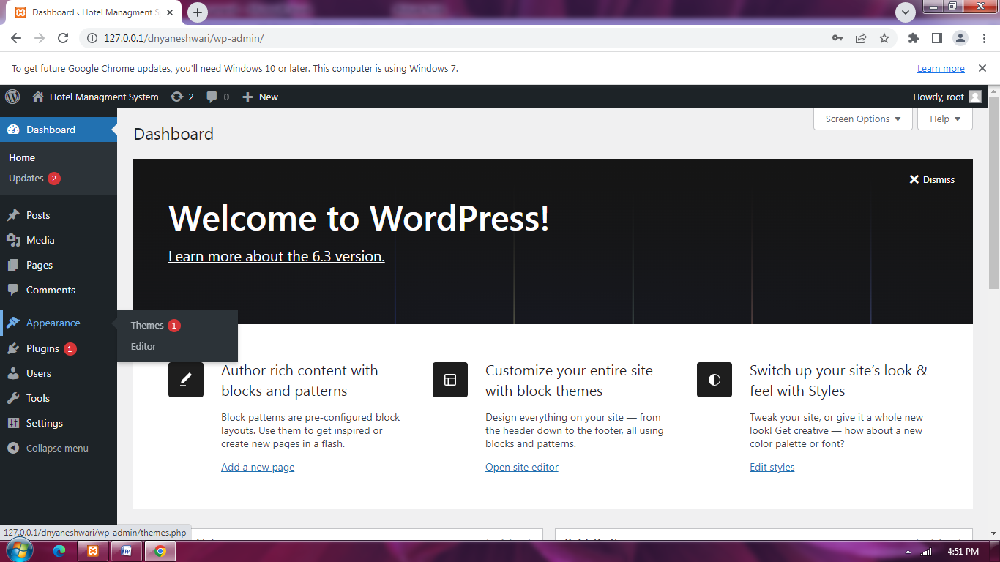 Dashboard ‹ Hotel Managment S
127.0.0.1/dnyaneshwari/wp-admin/
To get future Google Chrome updates, you'll need Windows 10 or later. This computer is using Windows 7.
Learn more
Hotel Managment System 2 0 New
Howdy, root
Dashboard
Home
Updates 2
Posts
Media
Pages
Comments
Appearance
Plugins 1
Users
Tools
Settings
Collapse menu
Themes 1
Editor
Screen Options
Help
Dashboard
Dismiss
Welcome to WordPress!
Learn more about the 6.3 version.
Author rich content with
blocks and patterns
Block patterns are pre-configured block
layouts. Use them to get inspired or
create new pages in a flash.
Add a new page
Customize your entire site
with block themes
Design everything on your site — from
the header down to the footer, all using
blocks and patterns.
Open site editor
Switch up your site’s look &
feel with Styles
Tweak your site, or give it a whole new
look! Get creative — how about a new
color palette or font?
Edit styles
127.0.0.1/dnyaneshwari/wp-admin/themes.php
4:51 PM